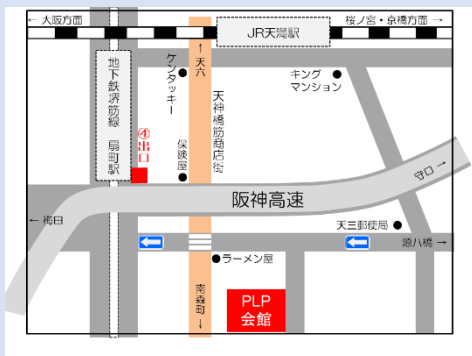 ← 大阪方面
JR天満駅
桜ノ宮・京橋方面 →
← 天六
ケンタッキー
キング
マンション
地下鉄堺筋線 扇町駅
④出口
保険屋
天神橋筋商店街
守口 →
阪神高速
← 梅田
天三郵便局
源八橋
ラーメン屋
南森町 →
PLP
会館